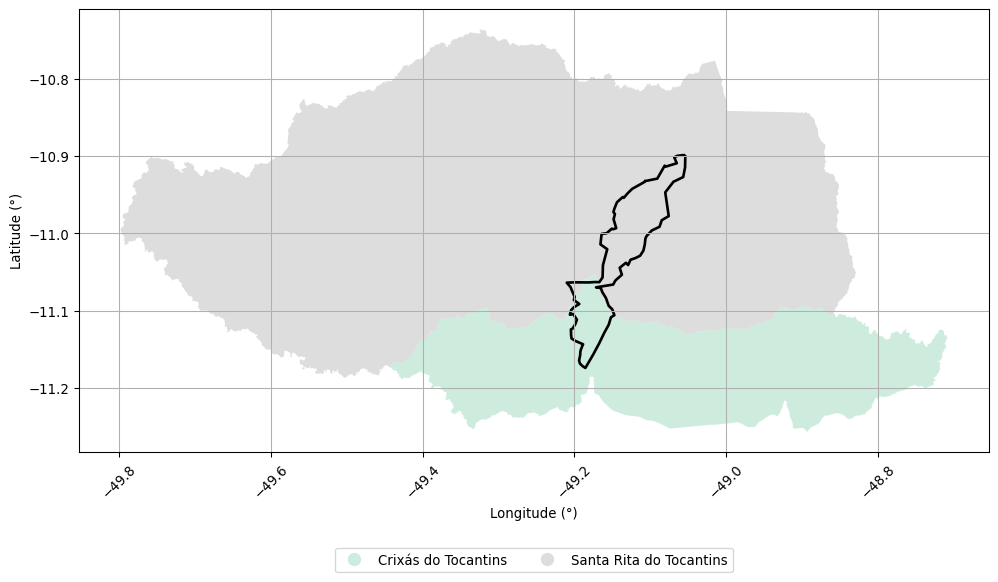 −10.8
−10.9
−11.0
−11.1
−11.2
Latitude (°)
−49.8
−49.6
−49.4
−49.2
−49.0
−48.8
Longitude (°)
Crixás do Tocantins
Santa Rita do Tocantins